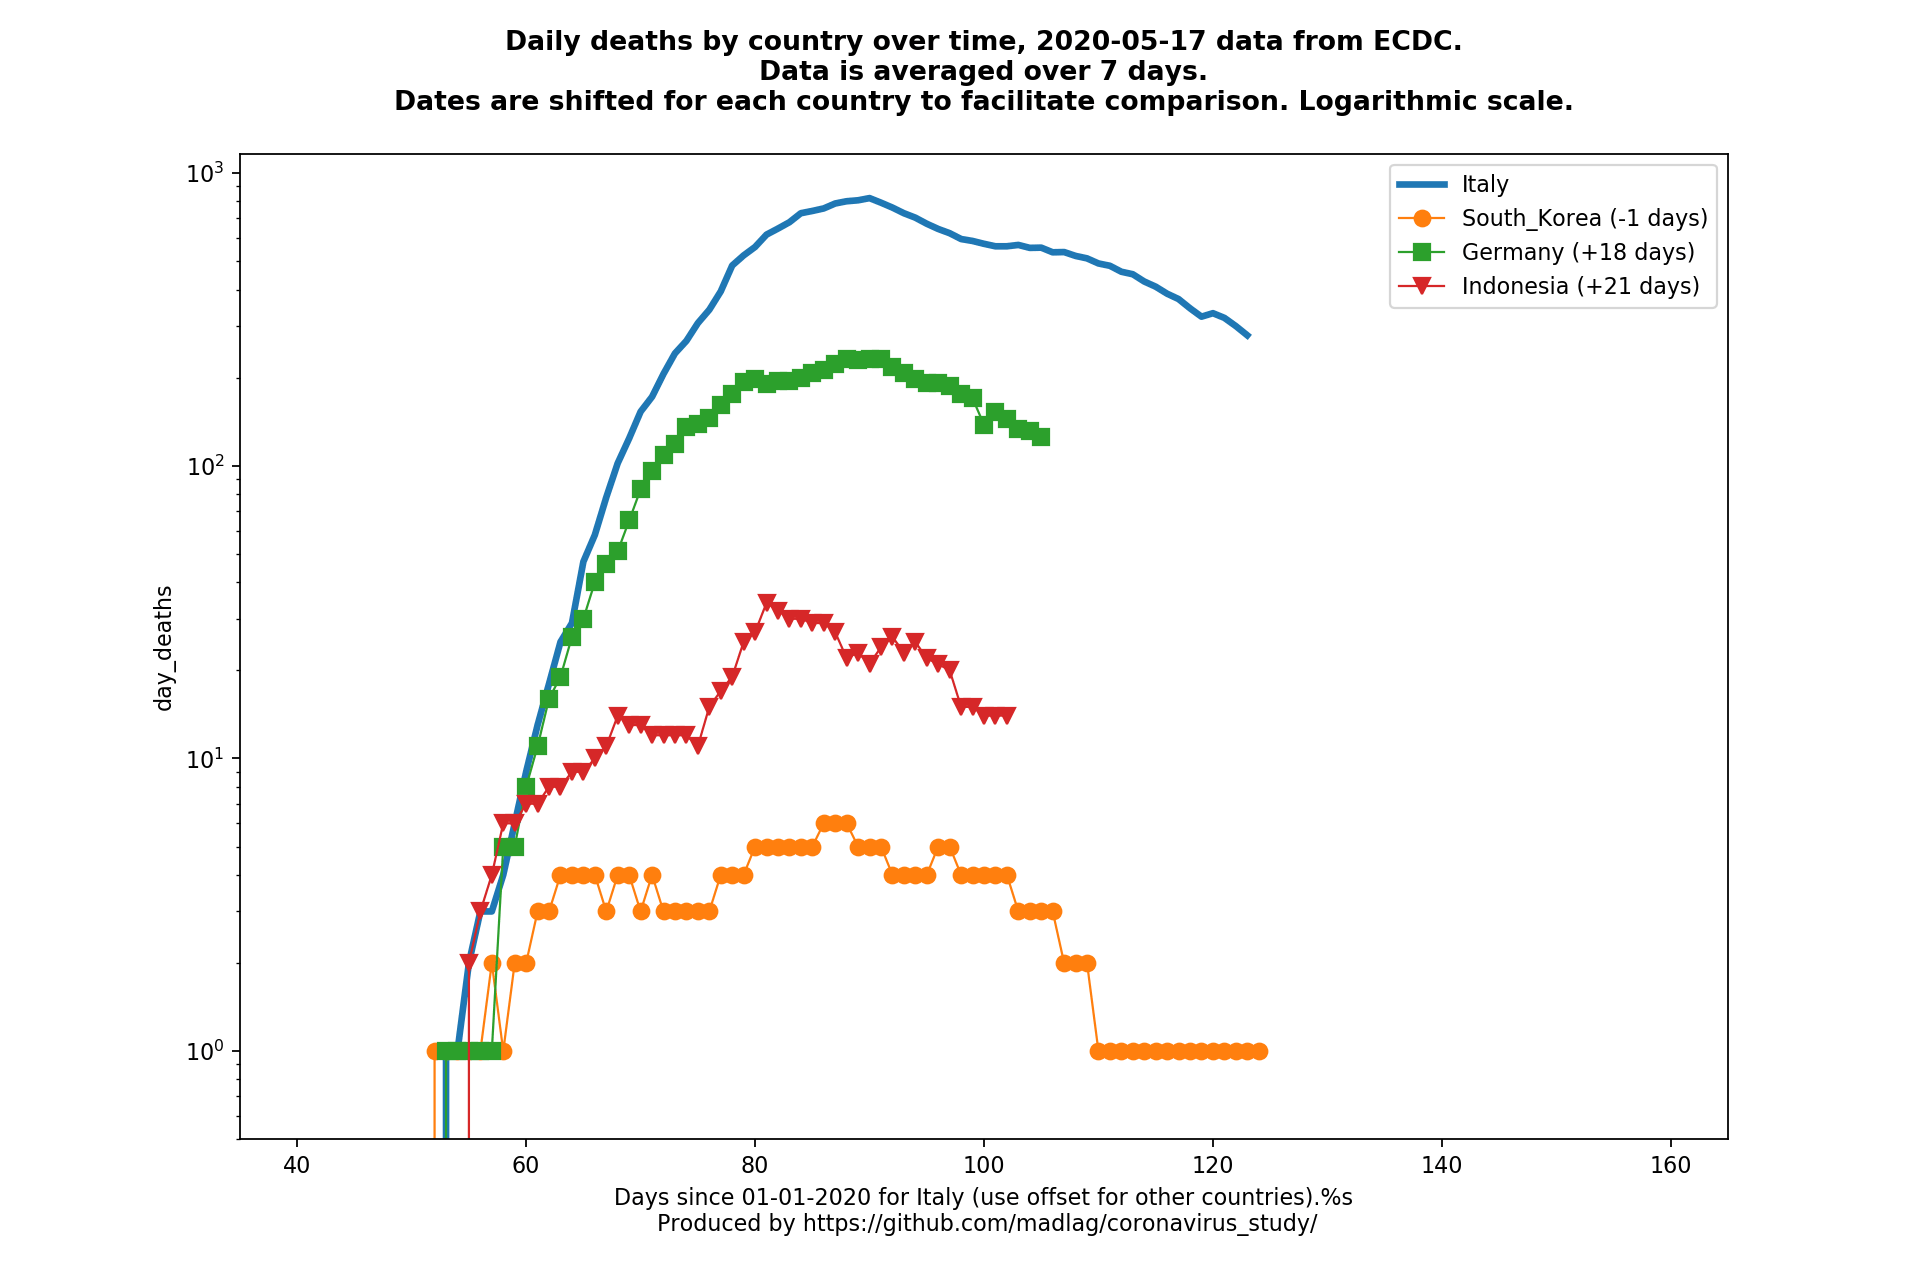 Daily deaths by country over time, 2020-05-17 data from ECDC.
Data is averaged over 7 days.
Dates are shifted for each country to facilitate comparison. Logarithmic scale.
Italy
South_Korea (-1 days)
Germany (+18 days)
Indonesia (+21 days)
day_deaths
10³
10²
10¹
10⁰
40 60 80 100 120 140 160
Days since 01-01-2020 for Italy (use offset for other countries).%s
Produced by https://github.com/madlag/coronavirus_study/